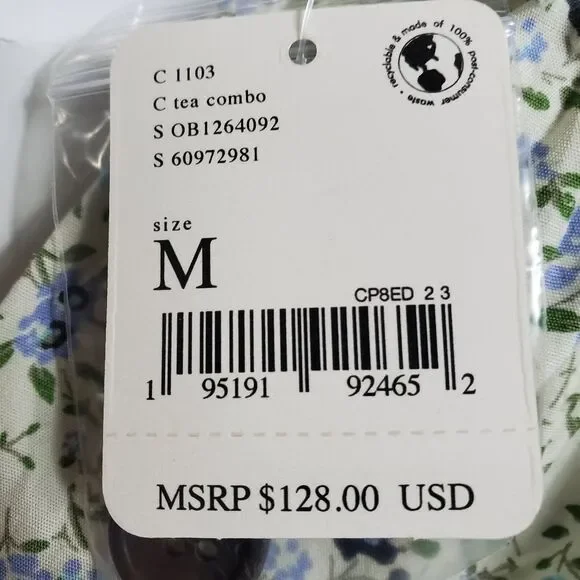 recyclable & made of 100% post-consumer waste •
C 1103
C tea combo
S OB1264092
S 60972981
size
M
CP8ED 2 3
1 95191 92465 2
MSRP $128.00 USD